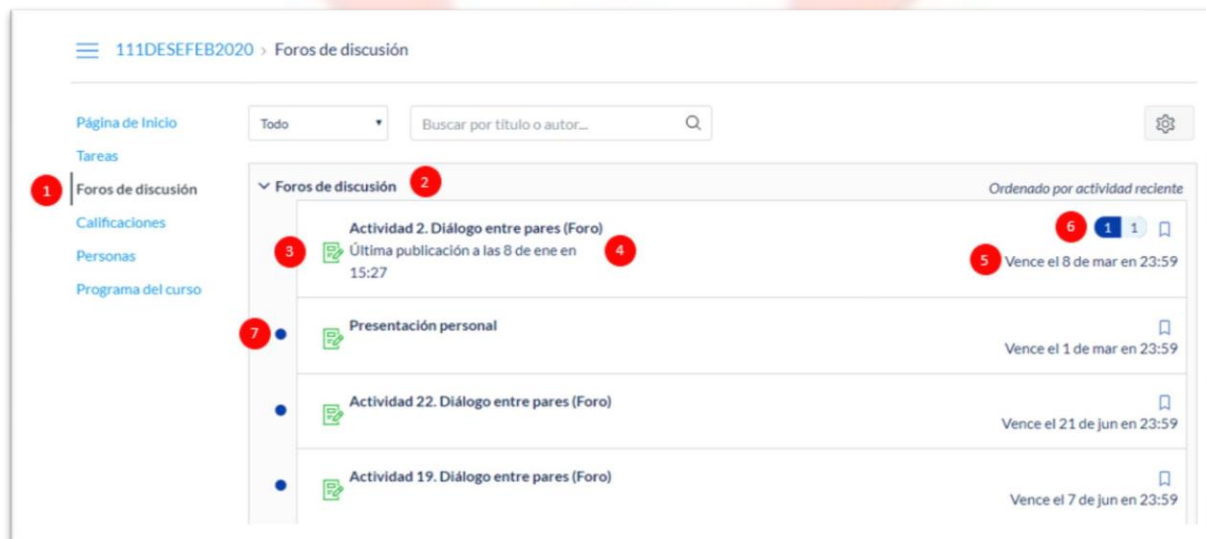 111DESEFEB2020 > Foros de discusión
Página de Inicio
Tareas
1 Foros de discusión
Calificaciones
Personas
Programa del curso
Todo
Buscar por título o autor...
Foros de discusión 2
Ordenado por actividad reciente
Actividad 2. Diálogo entre pares (Foro)
6 1 1
3 Última publicación a las 8 de ene en 4
15:27
5 Vence el 8 de mar en 23:59
7 Presentación personal
Vence el 1 de mar en 23:59
Actividad 22. Diálogo entre pares (Foro)
Vence el 21 de jun en 23:59
Actividad 19. Diálogo entre pares (Foro)
Vence el 7 de jun en 23:59